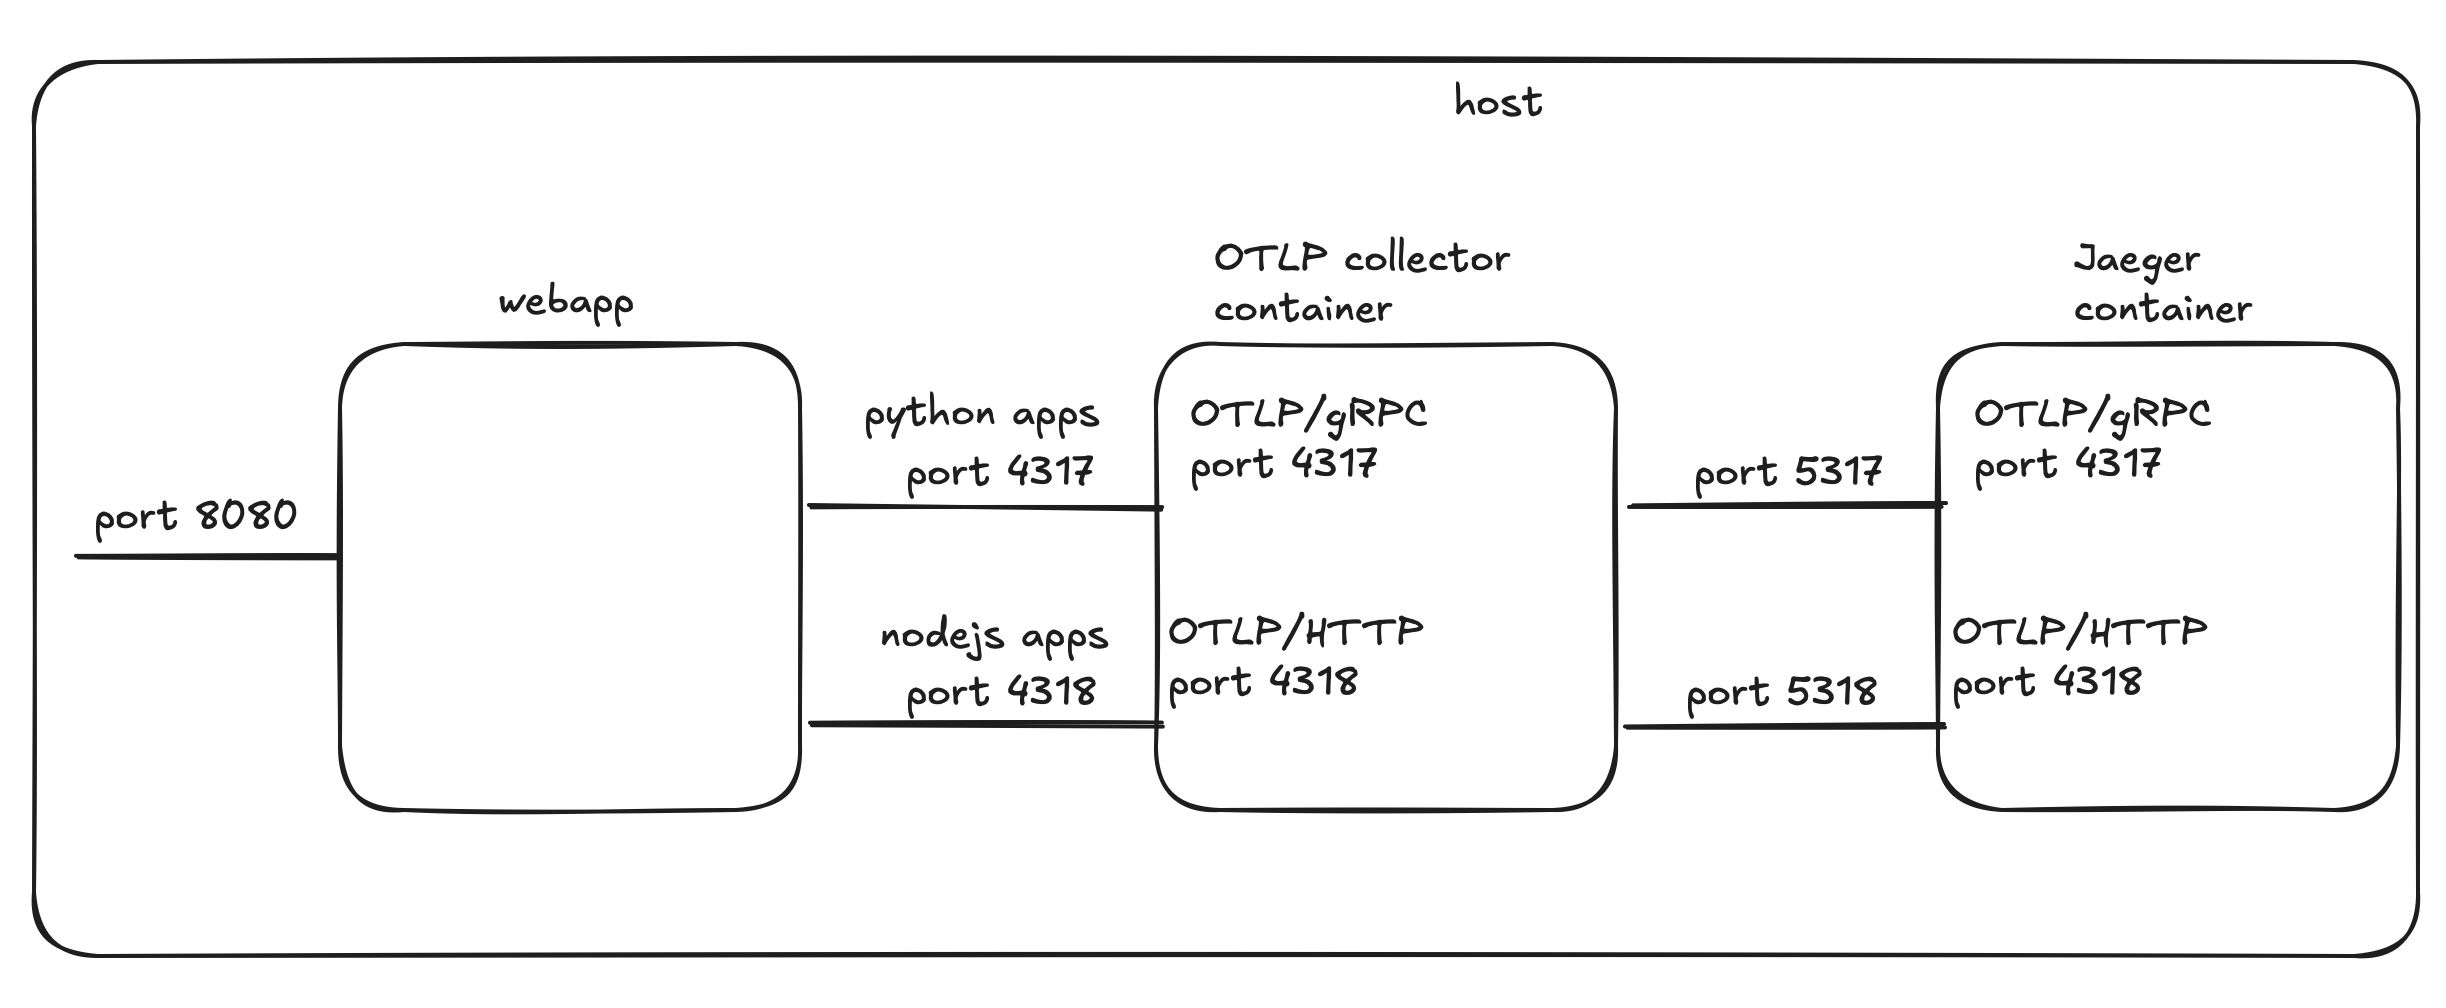 host
webapp
OTLP collector
container
Jaeger
container
port 8080
python apps
port 4317
nodejs apps
port 4318
OTLP/gRPC
port 4317
OTLP/HTTP
port 4318
port 5317
port 5318
OTLP/gRPC
port 4317
OTLP/HTTP
port 4318